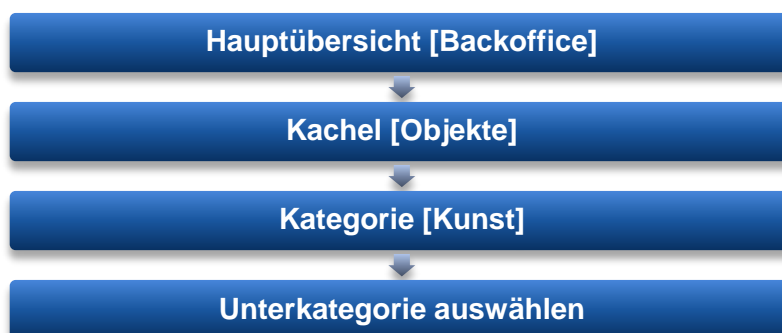 Hauptübersicht [Backoffice]
Kachel [Objekte]
Kategorie [Kunst]
Unterkategorie auswählen